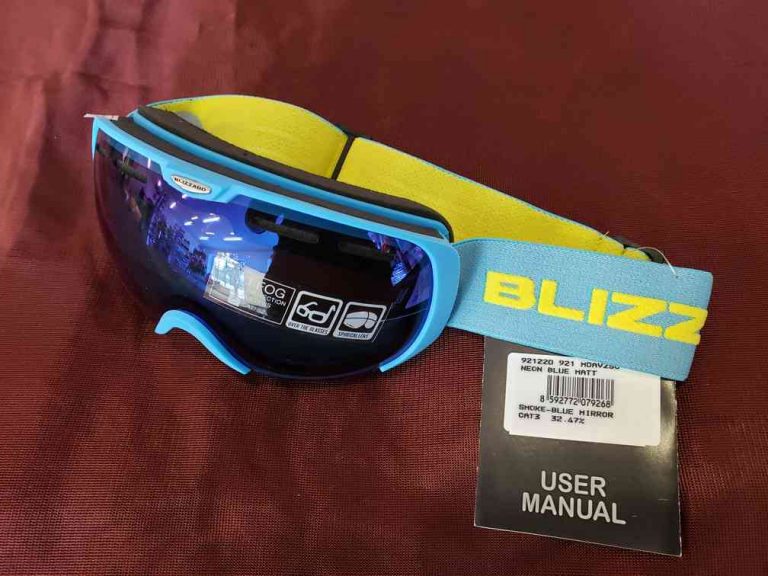 BLIZZARD
FOG
OVER THE GLASSES
SPHERICAL LENS
BLIZZ
921220 921 MDAVZSO
NEON BLUE MATT
8 592772 079268
SMOKE-BLUE MIRROR
CAT3 32.47%
USER
MANUAL